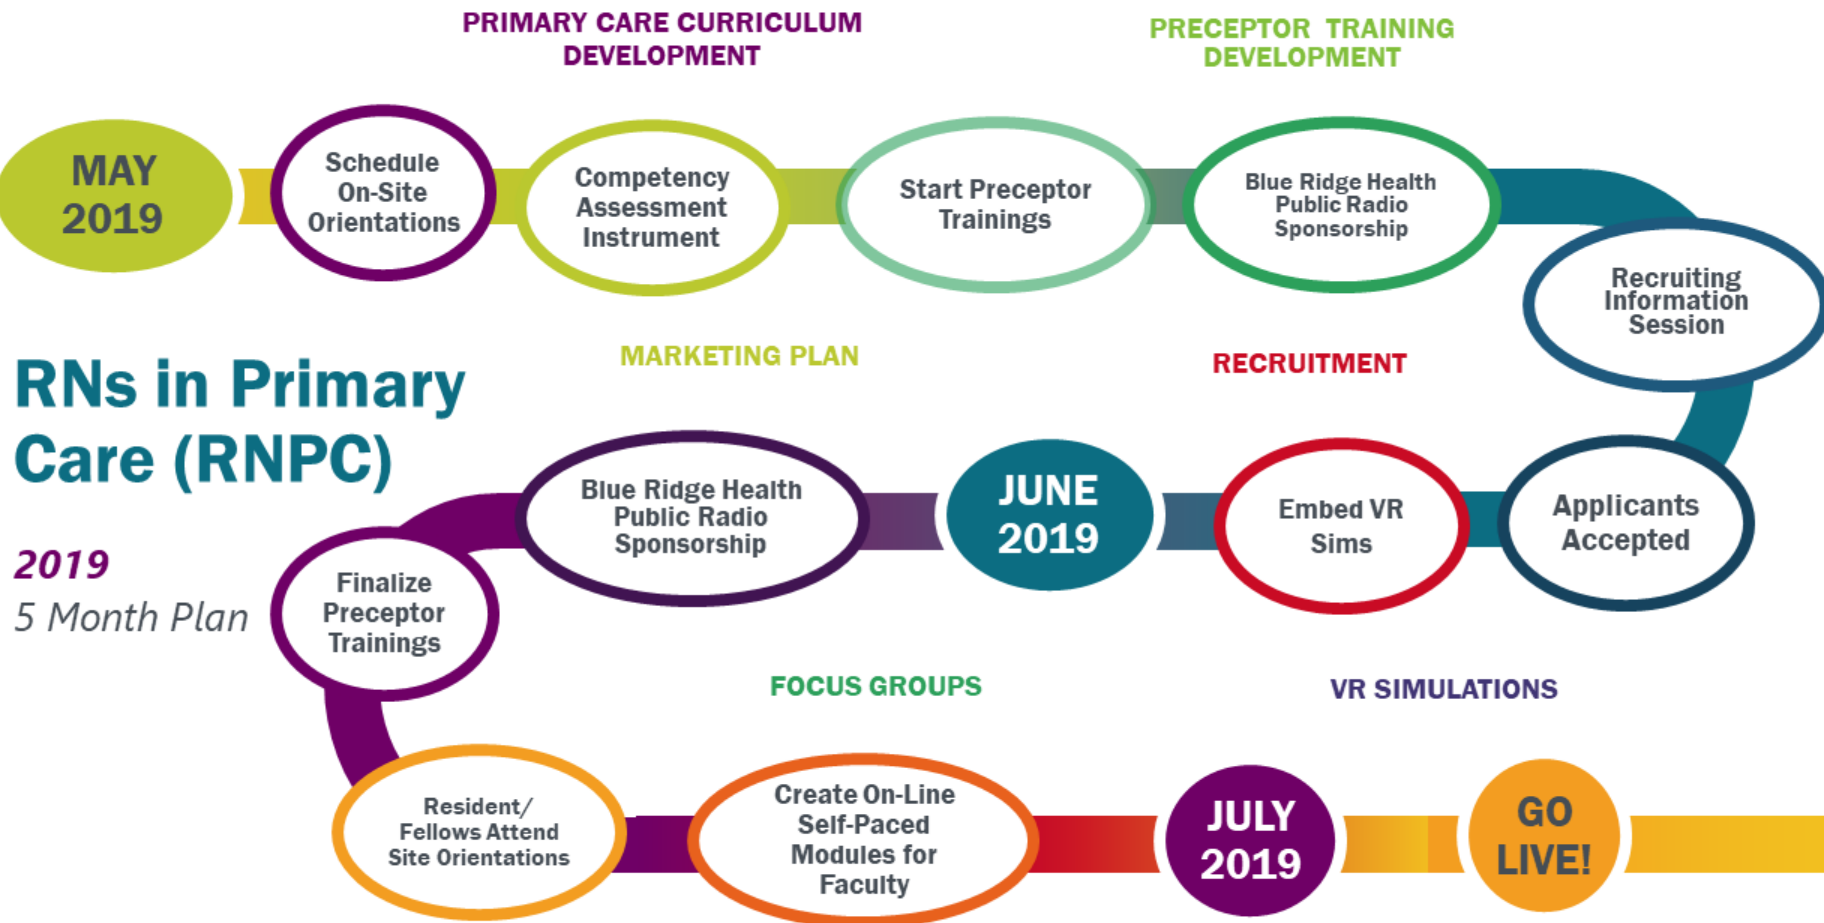 PRIMARY CARE CURRICULUM
DEVELOPMENT
PRECEPTOR TRAINING
DEVELOPMENT
MAY
2019
Schedule
On-Site
Orientations
Competency
Assessment
Instrument
Start Preceptor
Trainings
Blue Ridge Health
Public Radio
Sponsorship
Recruiting
Information
Session
MARKETING PLAN
RECRUITMENT
RNs in Primary
Care (RNPC)
2019
5 Month Plan
Applicants
Accepted
Embed VR
Sims
JUNE
2019
Blue Ridge Health
Public Radio
Sponsorship
Finalize
Preceptor
Trainings
FOCUS GROUPS
VR SIMULATIONS
Resident/
Fellows Attend
Site Orientations
Create On-Line
Self-Paced
Modules for
Faculty
JULY
2019
GO
LIVE!